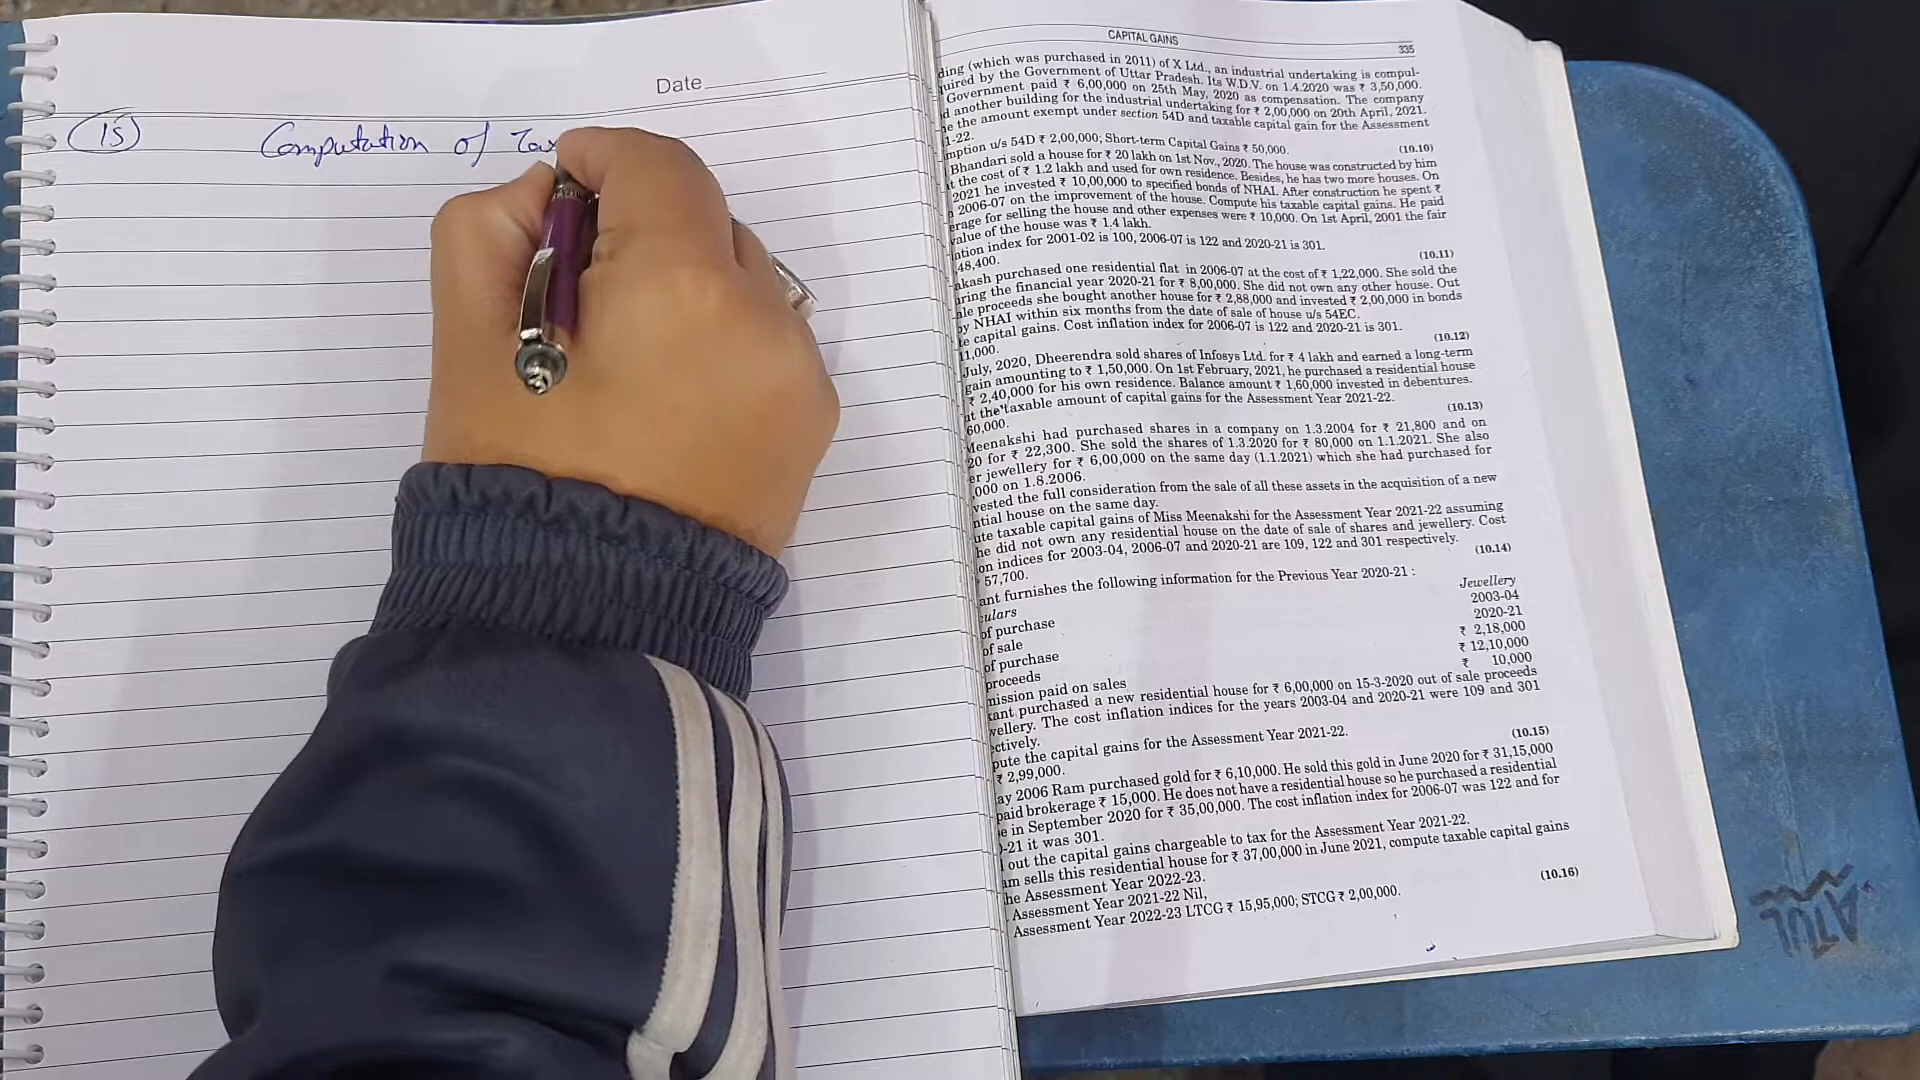 Date
(15) Computation of Tax
CAPITAL GAINS
335
ding (which was purchased in 2011) of X Ltd., an industrial undertaking is compul-
uired by the Government of Uttar Pradesh. Its W.D.V. on 1.4.2020 was ₹ 3,50,000.
Government paid ₹ 6,00,000 on 25th May, 2020 as compensation. The company
d another building for the industrial undertaking for ₹ 2,00,000 on 20th April, 2021.
e the amount exempt under section 54D and taxable capital gain for the Assessment
1-22.
mption u/s 54D ₹ 2,00,000; Short-term Capital Gains ₹ 50,000.
(10.10)
Bhandari sold a house for ₹ 20 lakh on 1st Nov., 2020. The house was constructed by him
t the cost of ₹ 1.2 lakh and used for own residence. Besides, he has two more houses. On
2021 he invested ₹ 10,00,000 to specified bonds of NHAI. After construction he spent ₹
n 2006-07 on the improvement of the house. Compute his taxable capital gains. He paid
erage for selling the house and other expenses were ₹ 10,000. On 1st April, 2001 the fair
value of the house was ₹ 1.4 lakh.
ation index for 2001-02 is 100, 2006-07 is 122 and 2020-21 is 301.
48,400.
(10.11)
akash purchased one residential flat in 2006-07 at the cost of ₹ 1,22,000. She sold the
uring the financial year 2020-21 for ₹ 8,00,000. She did not own any other house. Out
ale proceeds she bought another house for ₹ 2,88,000 and invested ₹ 2,00,000 in bonds
by NHAI within six months from the date of sale of house u/s 54EC.
te capital gains. Cost inflation index for 2006-07 is 122 and 2020-21 is 301.
11,000.
(10.12)
July, 2020, Dheerendra sold shares of Infosys Ltd. for ₹ 4 lakh and earned a long-term
gain amounting to ₹ 1,50,000. On 1st February, 2021, he purchased a residential house
₹ 2,40,000 for his own residence. Balance amount ₹ 1,60,000 invested in debentures.
ut the taxable amount of capital gains for the Assessment Year 2021-22.
60,000.
(10.13)
Meenakshi had purchased shares in a company on 1.3.2004 for ₹ 21,800 and on
20 for ₹ 22,300. She sold the shares of 1.3.2020 for ₹ 80,000 on 1.1.2021. She also
er jewellery for ₹ 6,00,000 on the same day (1.1.2021) which she had purchased for
,000 on 1.8.2006.
vested the full consideration from the sale of all these assets in the acquisition of a new
ntial house on the same day.
ute taxable capital gains of Miss Meenakshi for the Assessment Year 2021-22 assuming
he did not own any residential house on the date of sale of shares and jewellery. Cost
on indices for 2003-04, 2006-07 and 2020-21 are 109, 122 and 301 respectively.
57,700.
(10.14)
ant furnishes the following information for the Previous Year 2020-21 :
culars Jewellery
of purchase 2003-04
of sale 2020-21
of purchase ₹ 2,18,000
proceeds ₹ 12,10,000
mission paid on sales ₹ 10,000
kant purchased a new residential house for ₹ 6,00,000 on 15-3-2020 out of sale proceeds
wellery. The cost inflation indices for the years 2003-04 and 2020-21 were 109 and 301
ectively.
pute the capital gains for the Assessment Year 2021-22.
₹ 2,99,000.
(10.15)
ay 2006 Ram purchased gold for ₹ 6,10,000. He sold this gold in June 2020 for ₹ 31,15,000
paid brokerage ₹ 15,000. He does not have a residential house so he purchased a residential
e in September 2020 for ₹ 35,00,000. The cost inflation index for 2006-07 was 122 and for
-21 it was 301.
out the capital gains chargeable to tax for the Assessment Year 2021-22.
am sells this residential house for ₹ 37,00,000 in June 2021, compute taxable capital gains
he Assessment Year 2022-23.
Assessment Year 2021-22 Nil,
Assessment Year 2022-23 LTCG ₹ 15,95,000; STCG ₹ 2,00,000.
(10.16)
ATUL